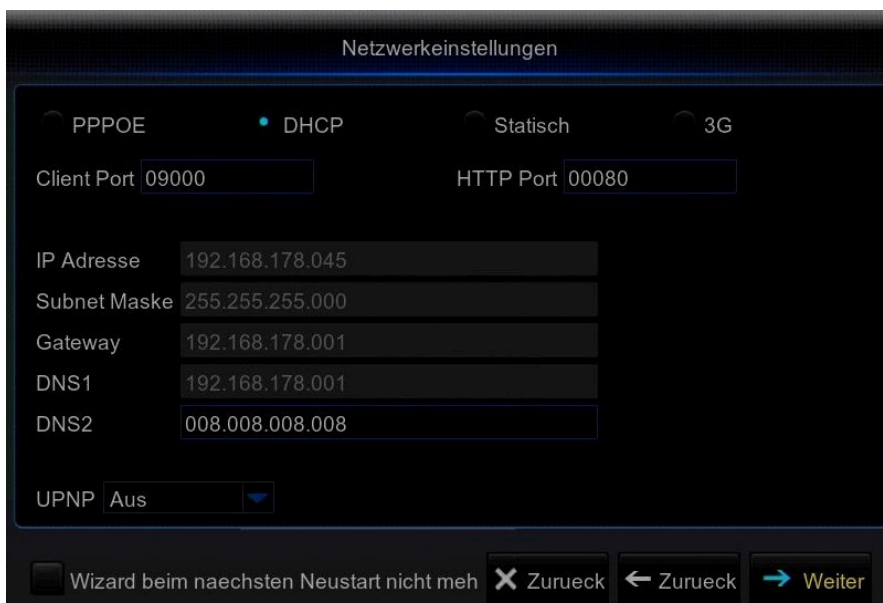 Netzwerkeinstellungen
PPPOE DHCP Statisch 3G
Client Port 09000 HTTP Port 00080
IP Adresse 192.168.178.045
Subnet Maske 255.255.255.000
Gateway 192.168.178.001
DNS1 192.168.178.001
DNS2 008.008.008.008
UPNP Aus
Wizard beim naechsten Neustart nicht meh Zurueck Zurueck Weiter